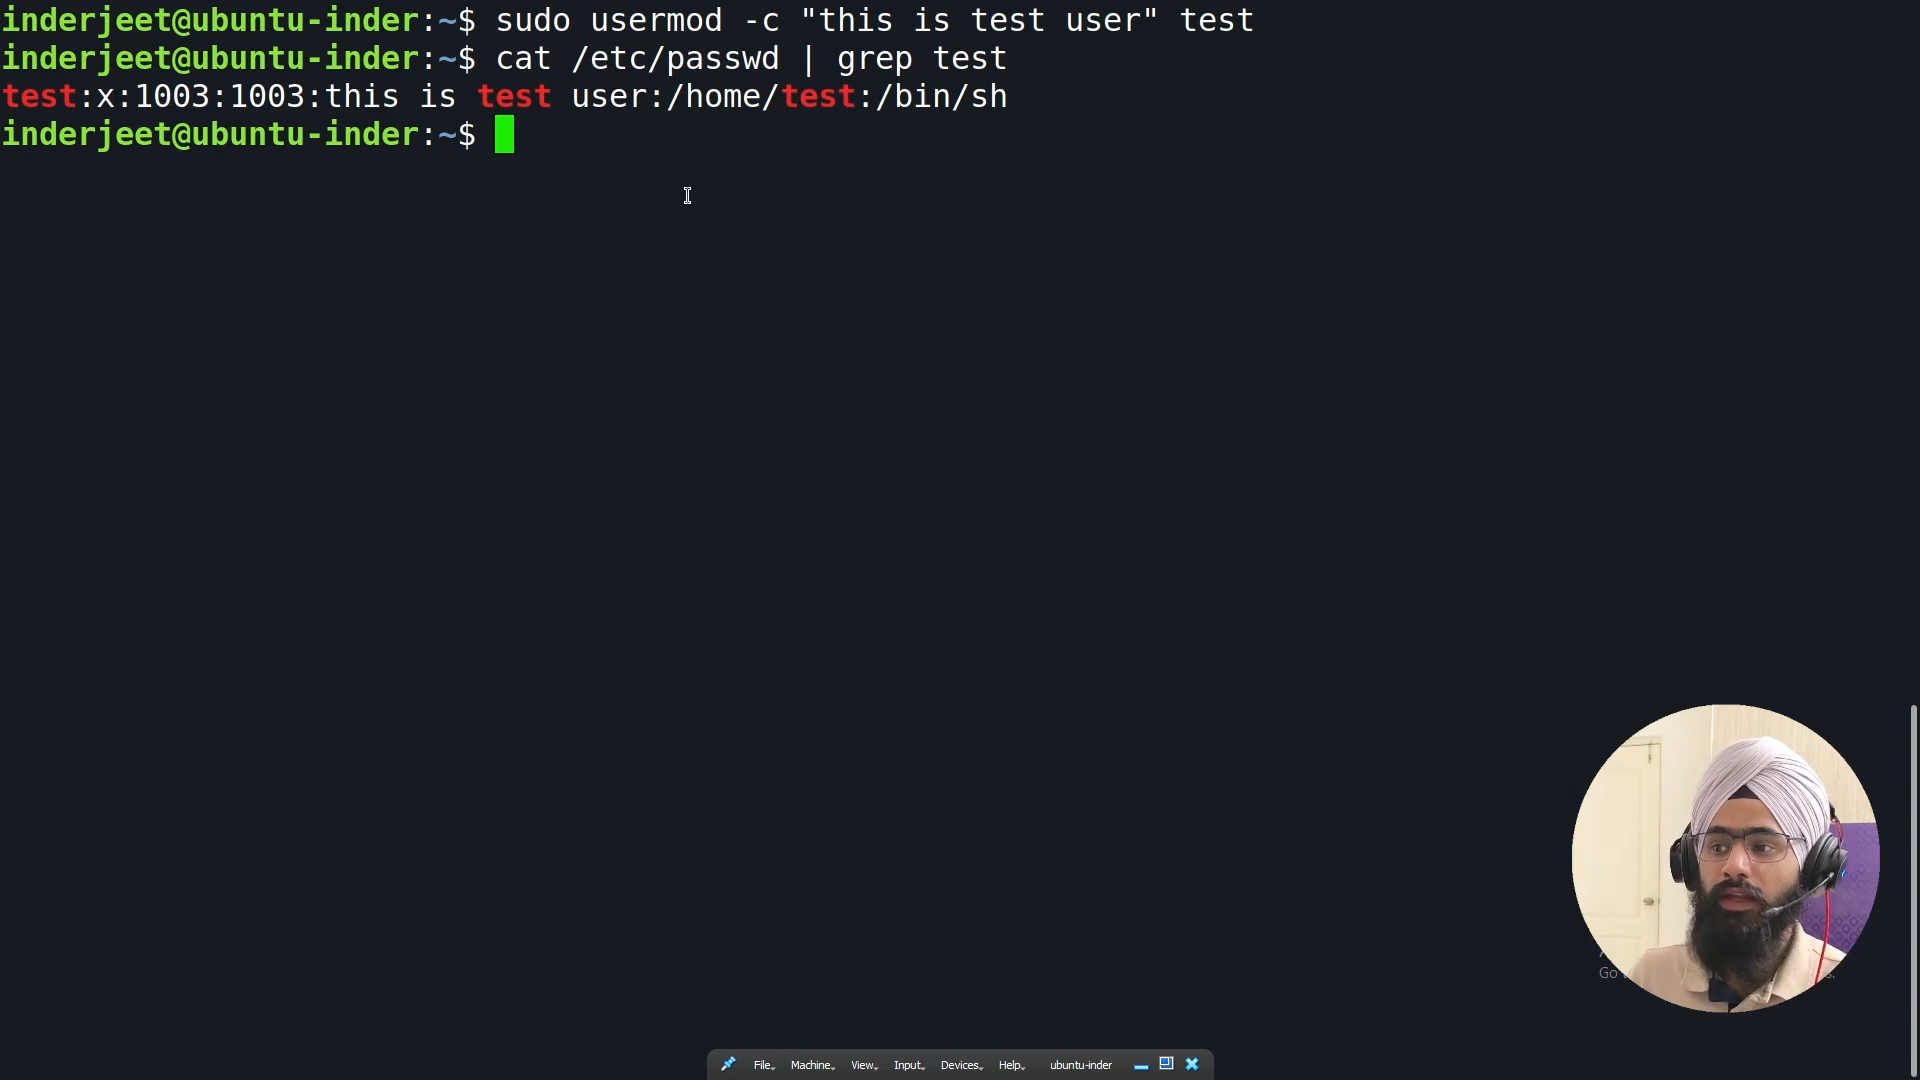 inderjeet@ubuntu-inder:~$ sudo usermod -c "this is test user" test
inderjeet@ubuntu-inder:~$ cat /etc/passwd | grep test
test:x:1003:1003:this is test user:/home/test:/bin/sh
inderjeet@ubuntu-inder:~$
Go
File Machine View Input Devices Help ubuntu-inder